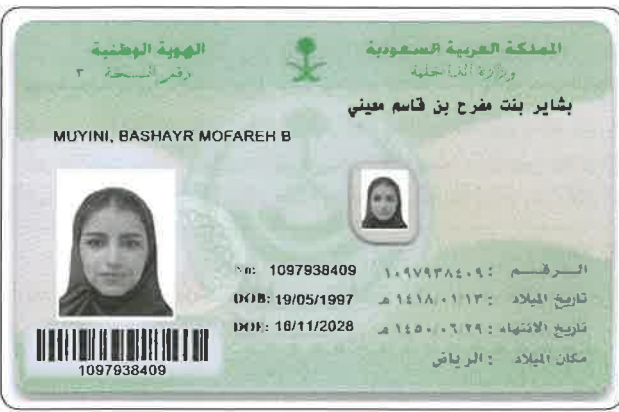 المملكة العربية السعودية
وزارة الداخلية
الهوية الوطنية
رقم النسخة ٣
بشاير بنت مفرح بن قاسم معيني
MUYINI, BASHAYR MOFAREH B
No: 1097938409
الرقم : ١٠٩٧٩٣٨٤٠٩
DOB: 19/05/1997
تاريخ الميلاد : ١٤١٨/٠١/١٣ هـ
DOE: 16/11/2028
تاريخ الانتهاء : ١٤٥٠/٠٦/٢٩ هـ
مكان الميلاد : الرياض
1097938409